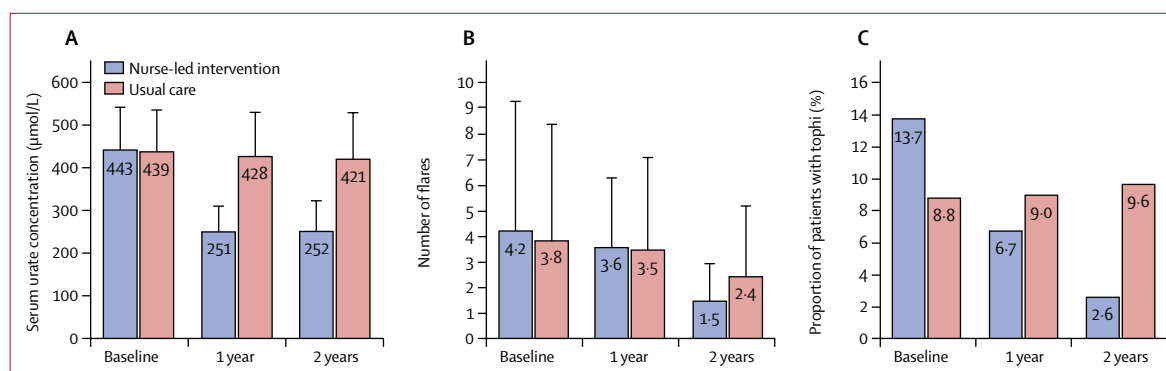 A
Nurse-led intervention
Usual care
Serum urate concentration (µmol/L)
600
500
400
300
200
100
0
443
439
251
428
252
421
Baseline
1 year
2 years
B
Number of flares
10
9
8
7
6
5
4
3
2
1
0
4·2
3·8
3·6
3·5
1·5
2·4
Baseline
1 year
2 years
C
Proportion of patients with tophi (%)
16
14
12
10
8
6
4
2
0
13·7
8·8
6·7
9·0
2·6
9·6
Baseline
1 year
2 years